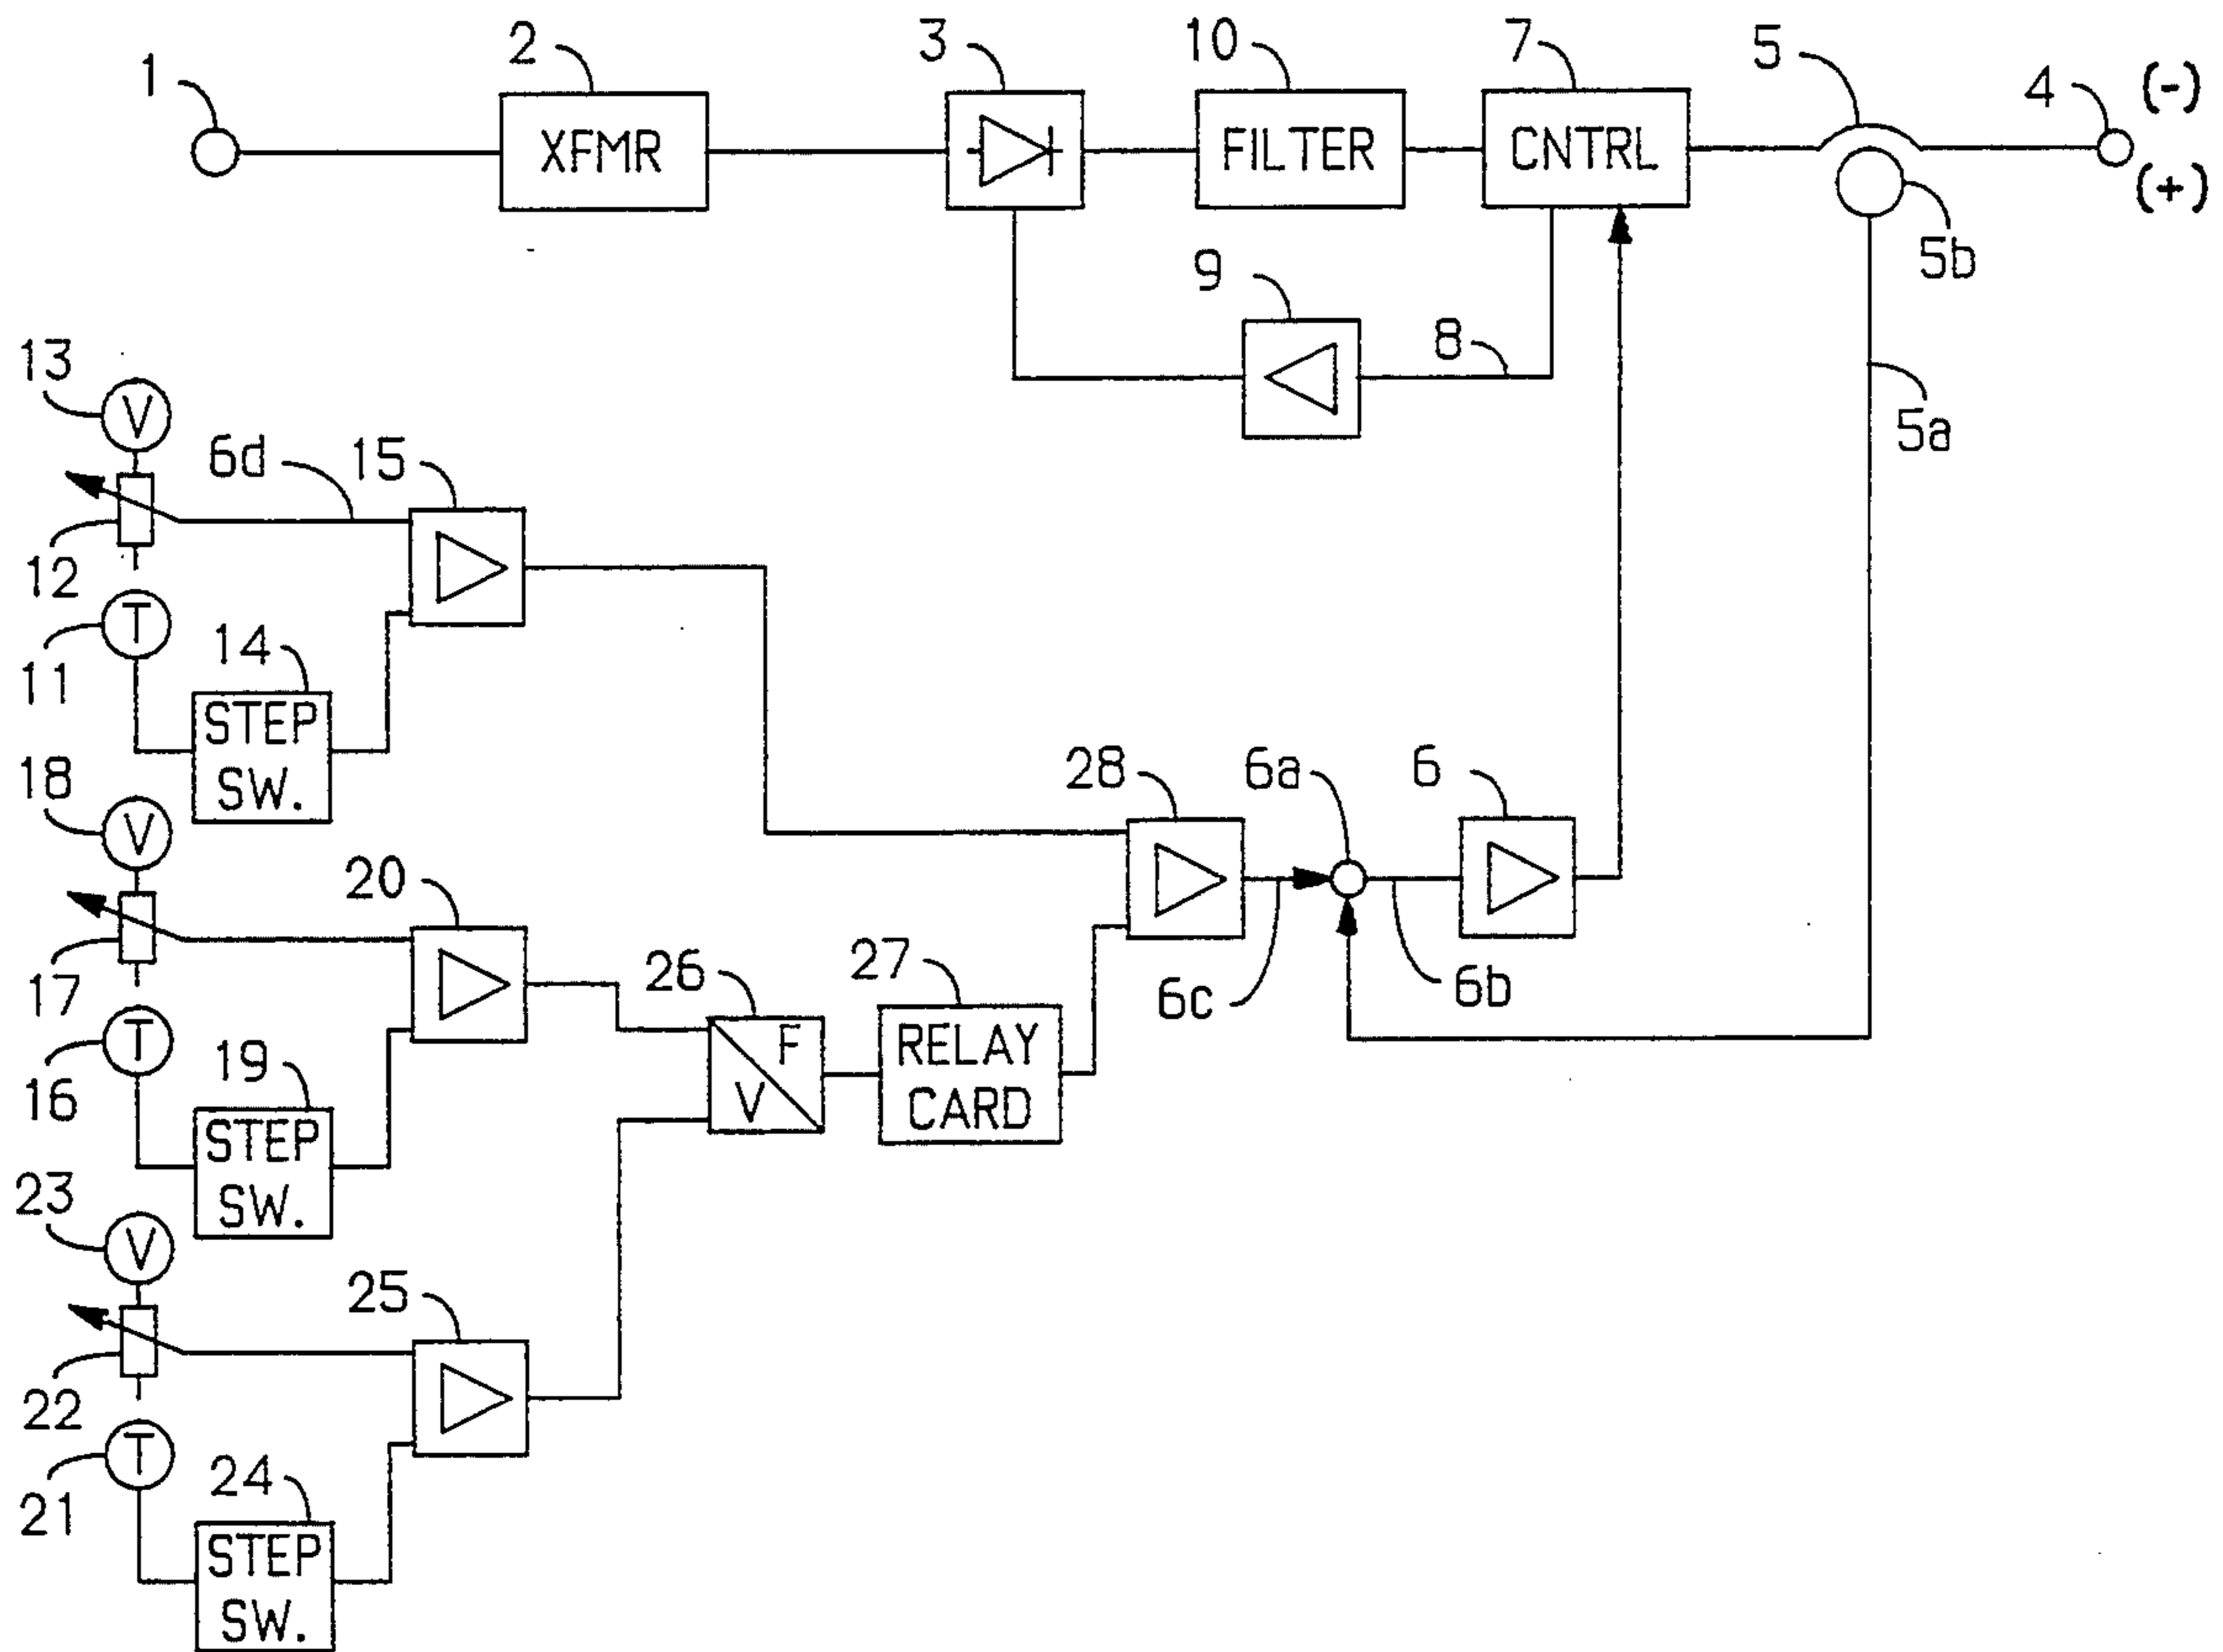 1
2
3
10
7
5
4
(-)
XFMR
FILTER
CNTRL
(+)
5b
9
8
13
V
5a
6d
15
12
T
11
14
STEP
SW.
18
V
28
6a
6
20
17
26
27
6c
6b
T
16
19
F
V
RELAY
CARD
STEP
SW.
23
V
25
22
T
21
24
STEP
SW.